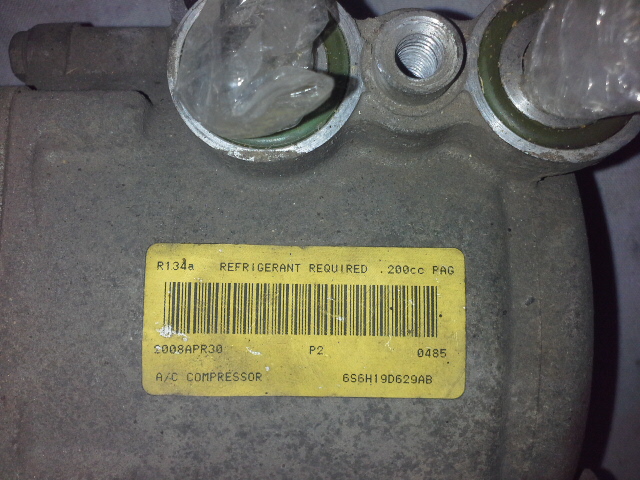 R134a REFRIGERANT REQUIRED .200cc PAG
2008APR30 P2 0485
A/C COMPRESSOR 6S6H19D629AB